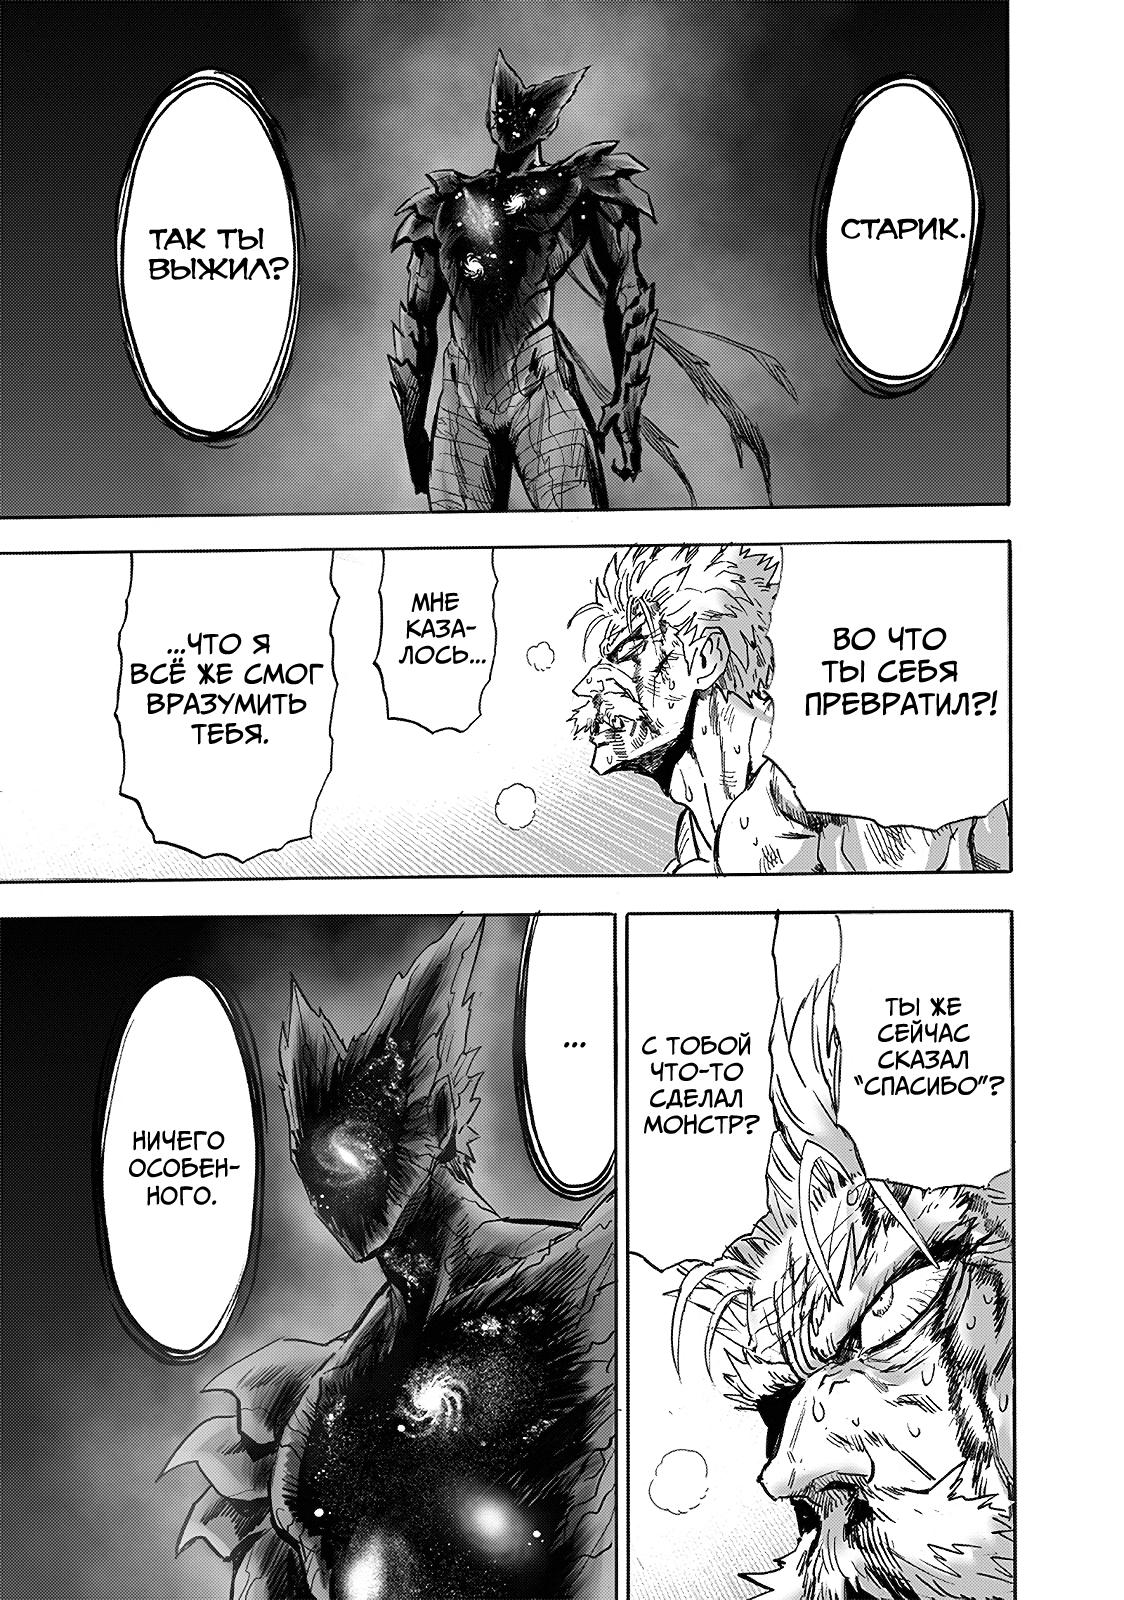 СТАРИК.
ТАК ТЫ
ВЫЖИЛ?
ВО ЧТО
ТЫ СЕБЯ
ПРЕВРАТИЛ?!
МНЕ
КАЗА-
ЛОСЬ...
...ЧТО Я
ВСЁ ЖЕ СМОГ
ВРАЗУМИТЬ
ТЕБЯ.
ТЫ ЖЕ
СЕЙЧАС
СКАЗАЛ
"СПАСИБО"?
С ТОБОЙ
ЧТО-ТО
СДЕЛАЛ
МОНСТР?
...
НИЧЕГО
ОСОБЕН-
НОГО.